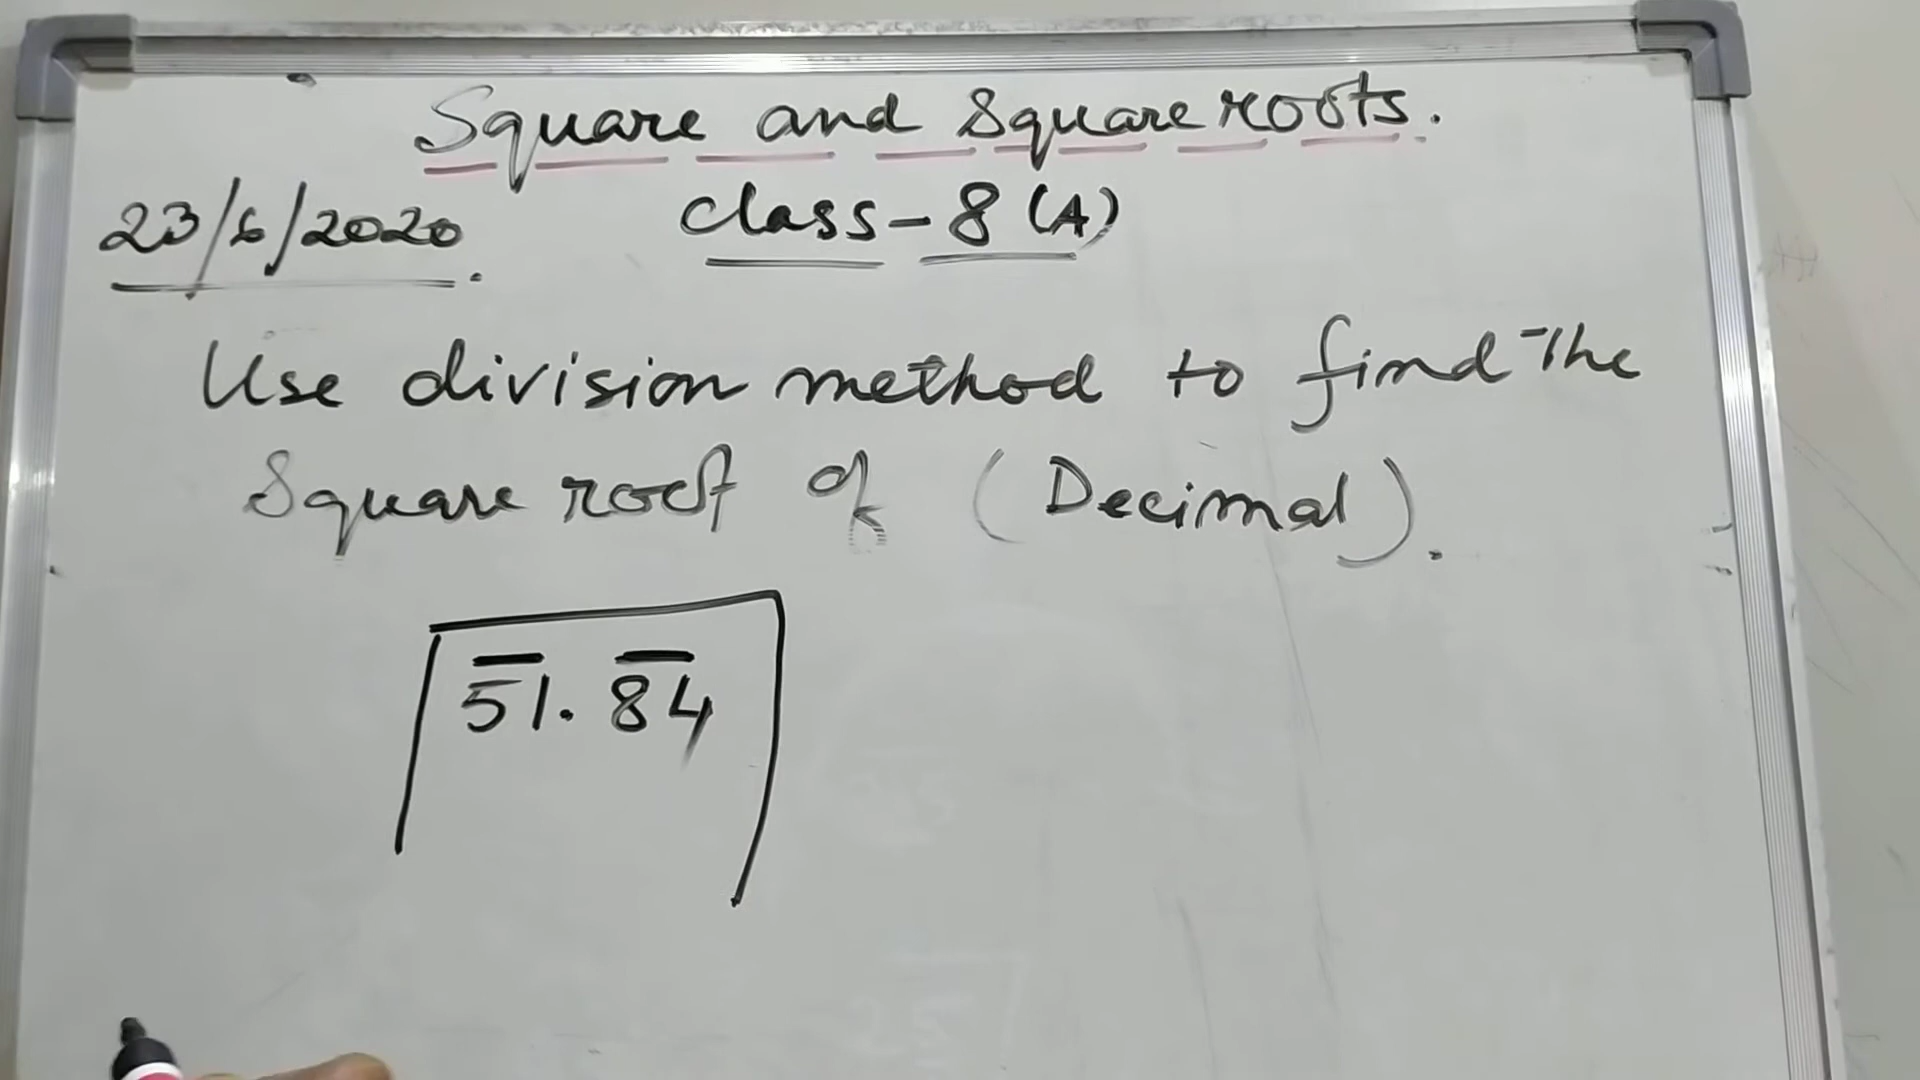 Square and Square roots.
23/6/2020.
Class-8 (A)
Use division method to find The
Square root of (Decimal).
51.84